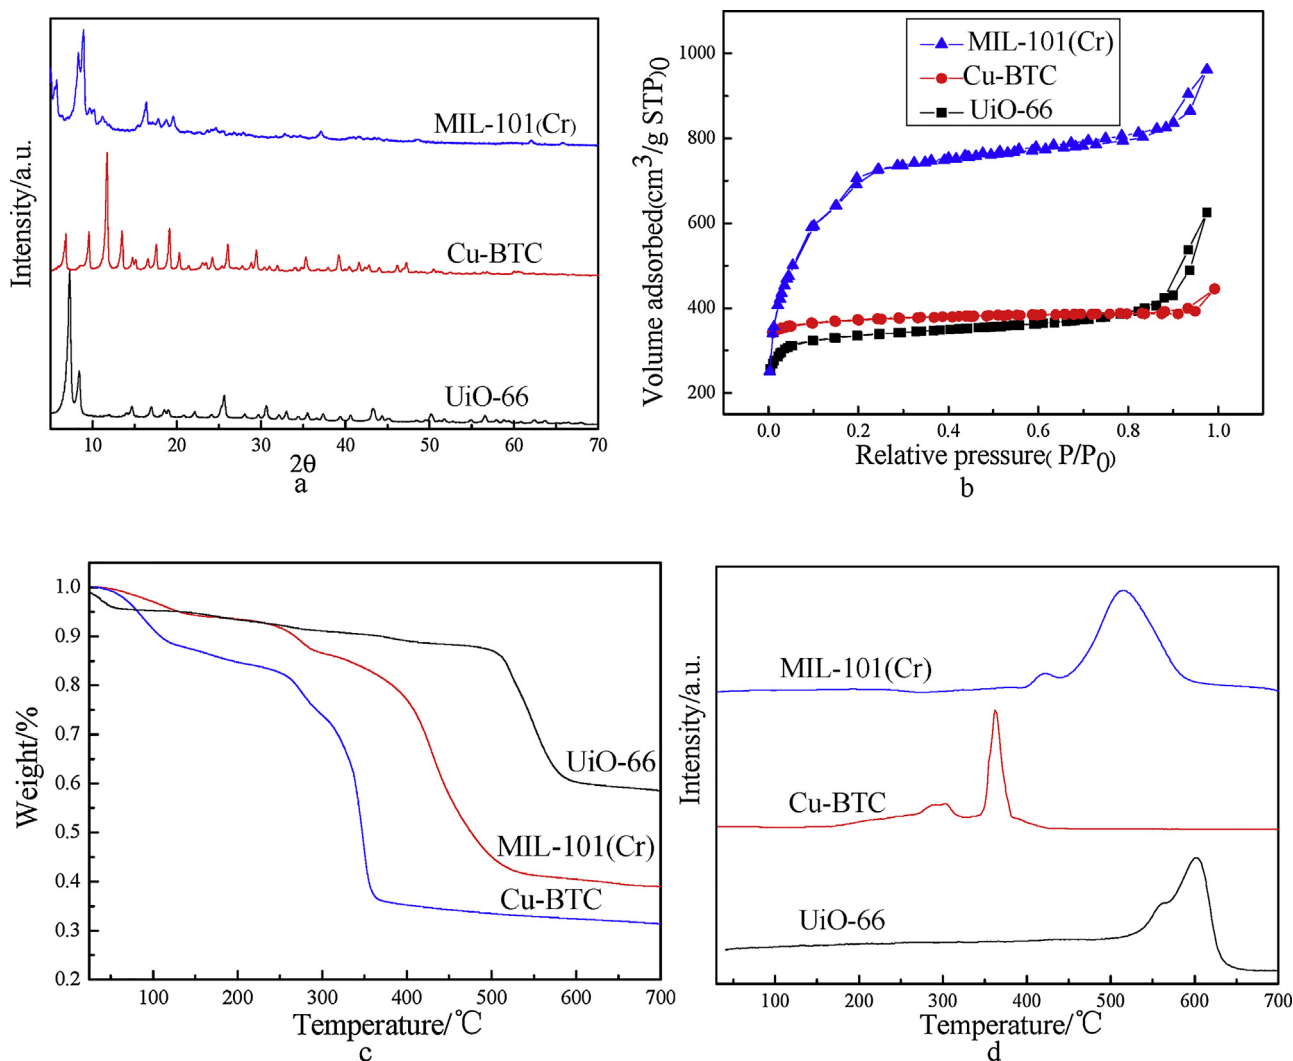 Intensity/a.u.
MIL-101(Cr)
Cu-BTC
UiO-66
10 20 30 40 50 60 70
2θ
a
Volume adsorbed(cm³/g STP)0
1000
800
600
400
200
MIL-101(Cr)
Cu-BTC
UiO-66
0.0 0.2 0.4 0.6 0.8 1.0
Relative pressure( P/P0)
b
Weight/%
1.0
0.9
0.8
0.7
0.6
0.5
0.4
0.3
0.2
UiO-66
MIL-101(Cr)
Cu-BTC
100 200 300 400 500 600 700
Temperature/℃
c
Intensity/a.u.
MIL-101(Cr)
Cu-BTC
UiO-66
100 200 300 400 500 600 700
Temperature/℃
d